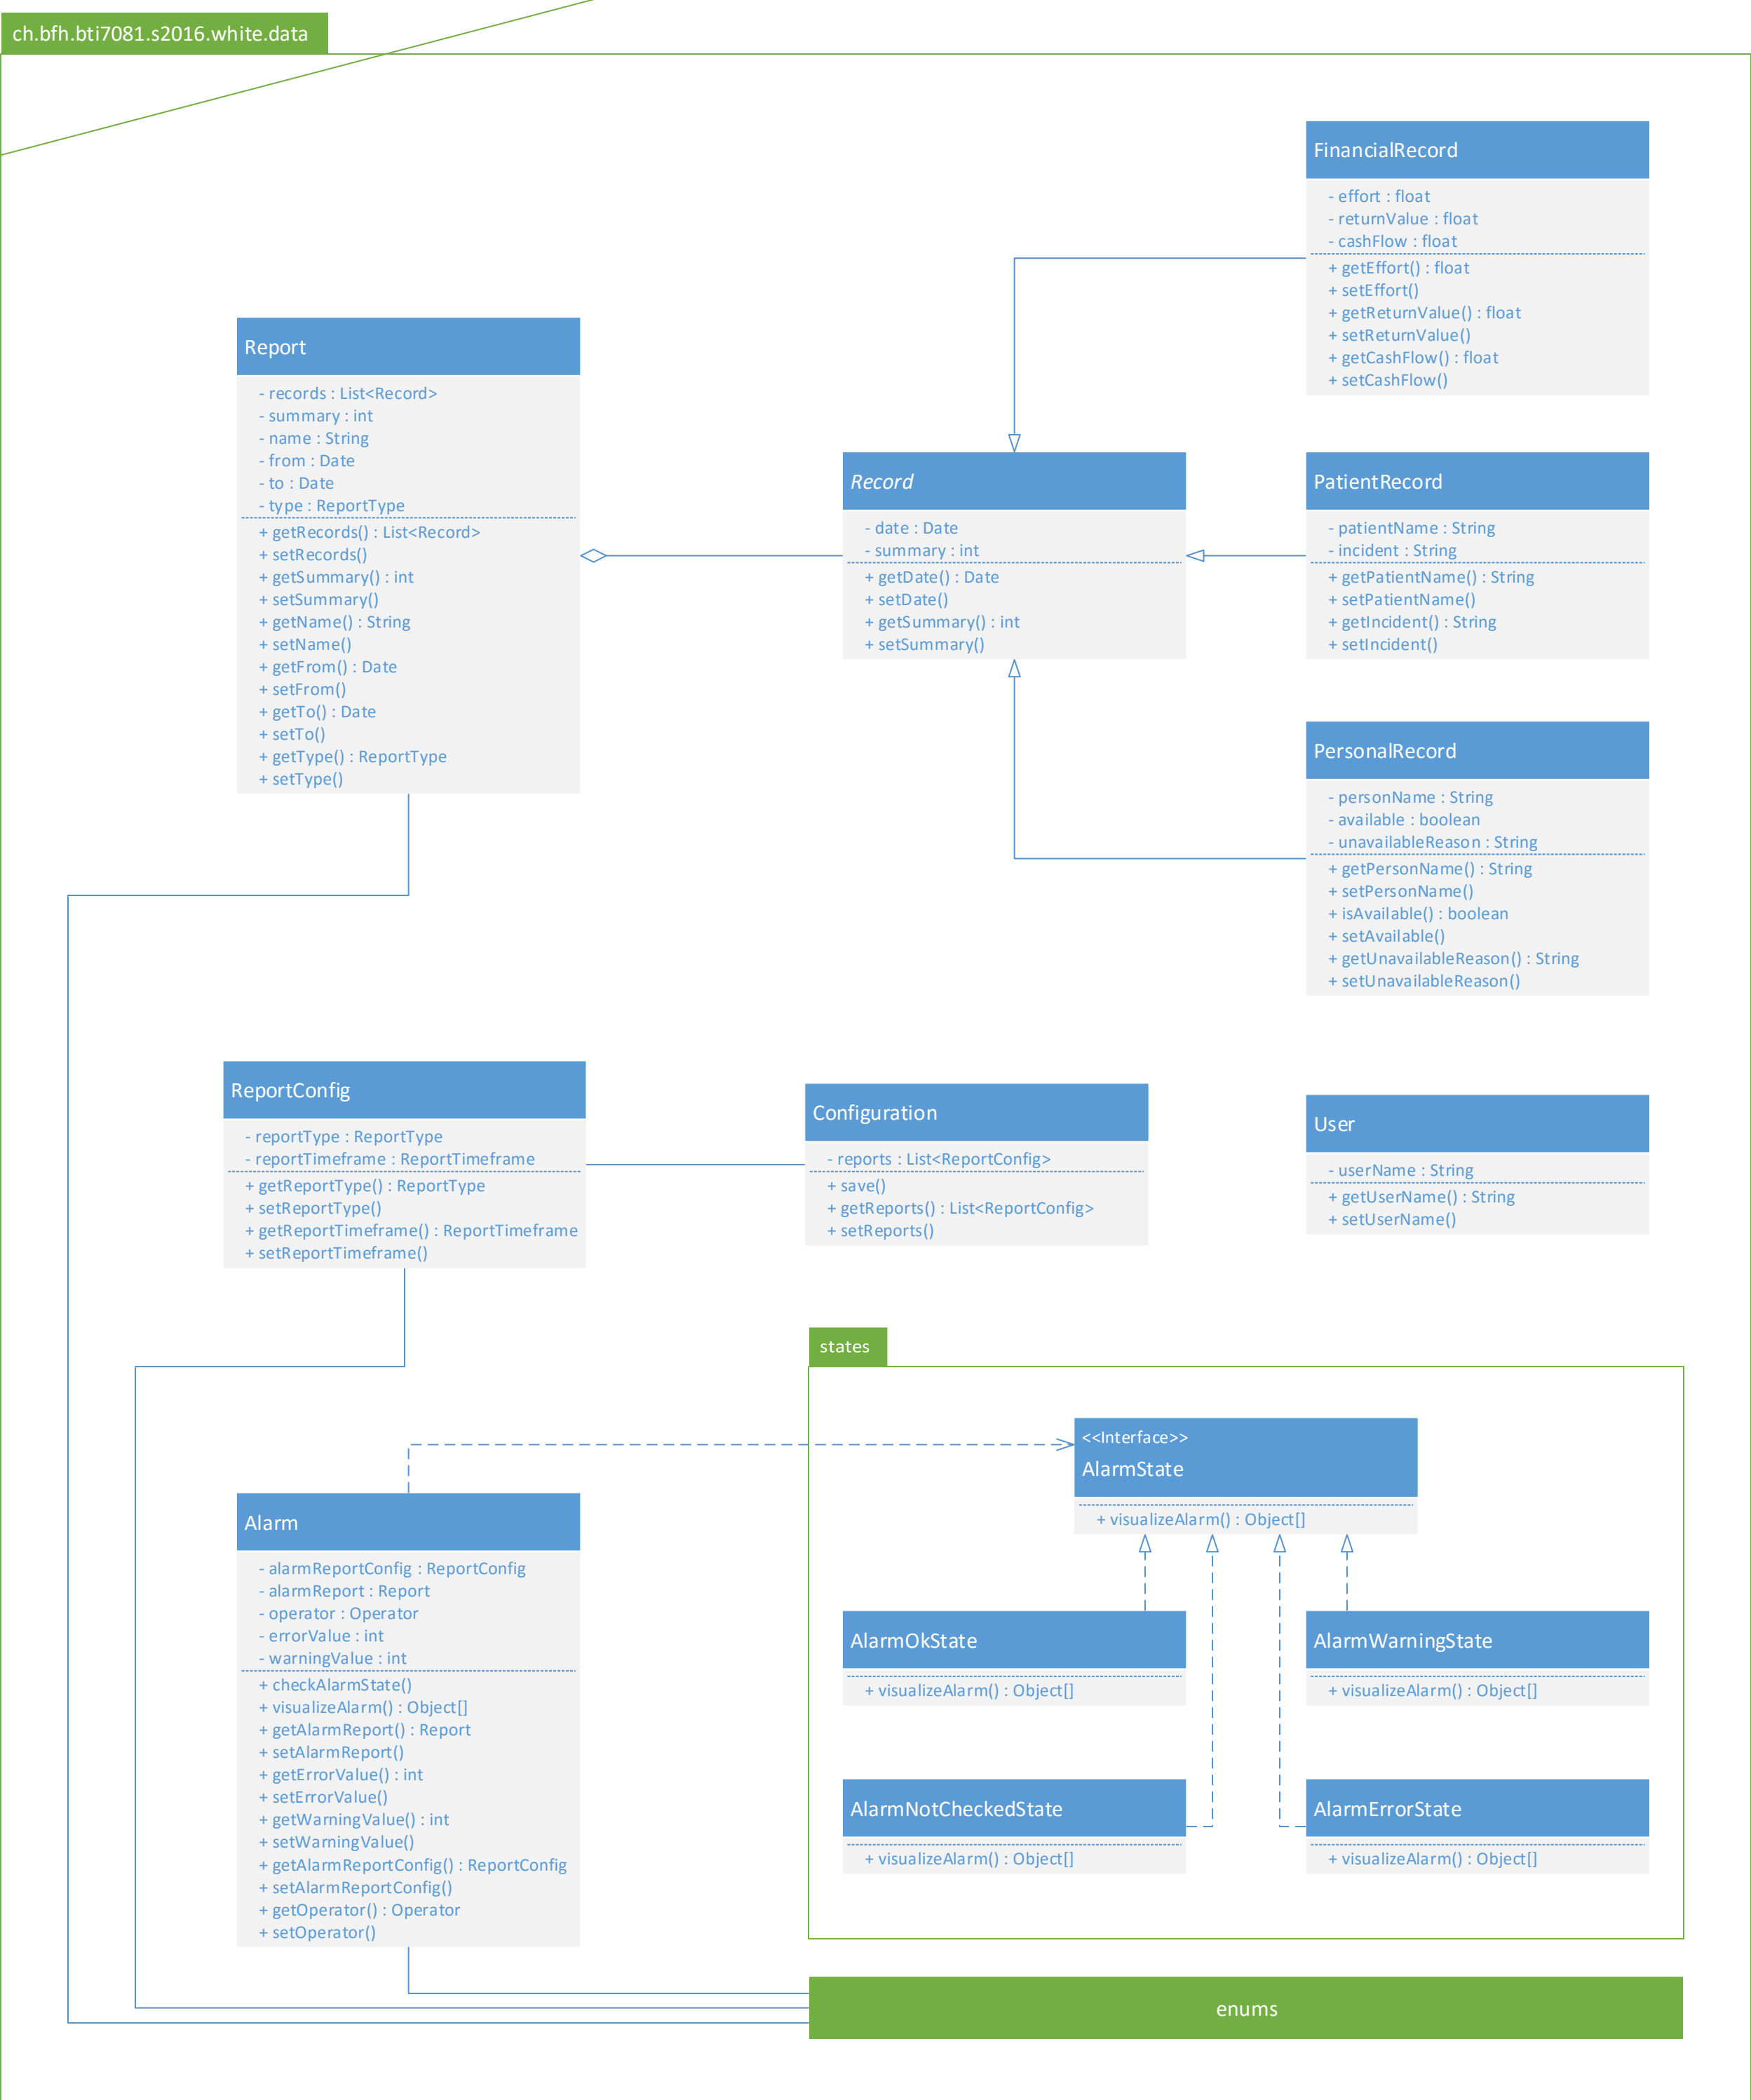 ch.bfh.bti7081.s2016.white.data
FinancialRecord
- effort : float
- returnValue : float
- cashFlow : float
+ getEffort() : float
+ setEffort()
+ getReturnValue() : float
+ setReturnValue()
+ getCashFlow() : float
+ setCashFlow()
Report
- records : List<Record>
- summary : int
- name : String
- from : Date
- to : Date
- type : ReportType
+ getRecords() : List<Record>
+ setRecords()
+ getSummary() : int
+ setSummary()
+ getName() : String
+ setName()
+ getFrom() : Date
+ setFrom()
+ getTo() : Date
+ setTo()
+ getType() : ReportType
+ setType()
Record
- date : Date
- summary : int
+ getDate() : Date
+ setDate()
+ getSummary() : int
+ setSummary()
PatientRecord
- patientName : String
- incident : String
+ getPatientName() : String
+ setPatientName()
+ getIncident() : String
+ setIncident()
PersonalRecord
- personName : String
- available : boolean
- unavailableReason : String
+ getPersonName() : String
+ setPersonName()
+ isAvailable() : boolean
+ setAvailable()
+ getUnavailableReason() : String
+ setUnavailableReason()
ReportConfig
- reportType : ReportType
- reportTimeframe : ReportTimeframe
+ getReportType() : ReportType
+ setReportType()
+ getReportTimeframe() : ReportTimeframe
+ setReportTimeframe()
Configuration
- reports : List<ReportConfig>
+ save()
+ getReports() : List<ReportConfig>
+ setReports()
User
- userName : String
+ getUserName() : String
+ setUserName()
states
<<Interface>>
AlarmState
+ visualizeAlarm() : Object[]
Alarm
- alarmReportConfig : ReportConfig
- alarmReport : Report
- operator : Operator
- errorValue : int
- warningValue : int
+ checkAlarmState()
+ visualizeAlarm() : Object[]
+ getAlarmReport() : Report
+ setAlarmReport()
+ getErrorValue() : int
+ setErrorValue()
+ getWarningValue() : int
+ setWarningValue()
+ getAlarmReportConfig() : ReportConfig
+ setAlarmReportConfig()
+ getOperator() : Operator
+ setOperator()
AlarmOkState
+ visualizeAlarm() : Object[]
AlarmWarningState
+ visualizeAlarm() : Object[]
AlarmNotCheckedState
+ visualizeAlarm() : Object[]
AlarmErrorState
+ visualizeAlarm() : Object[]
enums